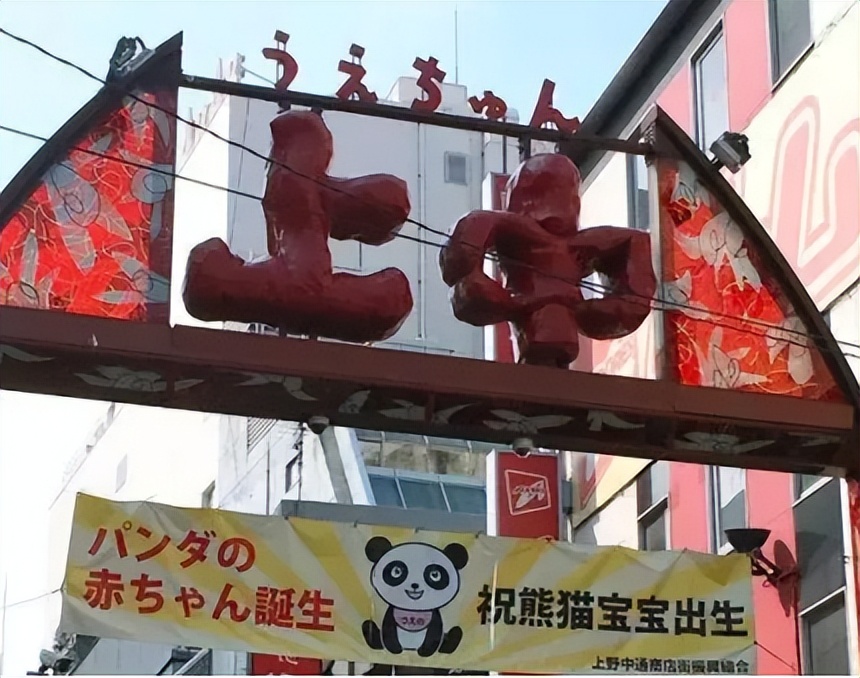 うえちゅん
上中
パンダの
赤ちゃん誕生
うえの
祝熊猫宝宝出生
上野中通商店街振興組合